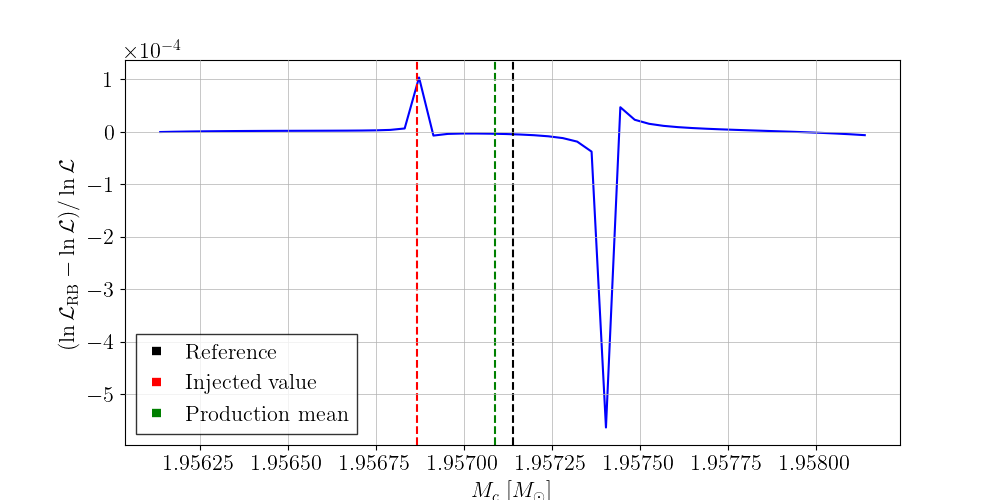 ×10⁻⁴
1
0
−1
−2
−3
−4
−5
(ln ℒ_RB − ln ℒ)/ ln ℒ
Reference
Injected value
Production mean
1.95625 1.95650 1.95675 1.95700 1.95725 1.95750 1.95775 1.95800
M_c [M_⊙]